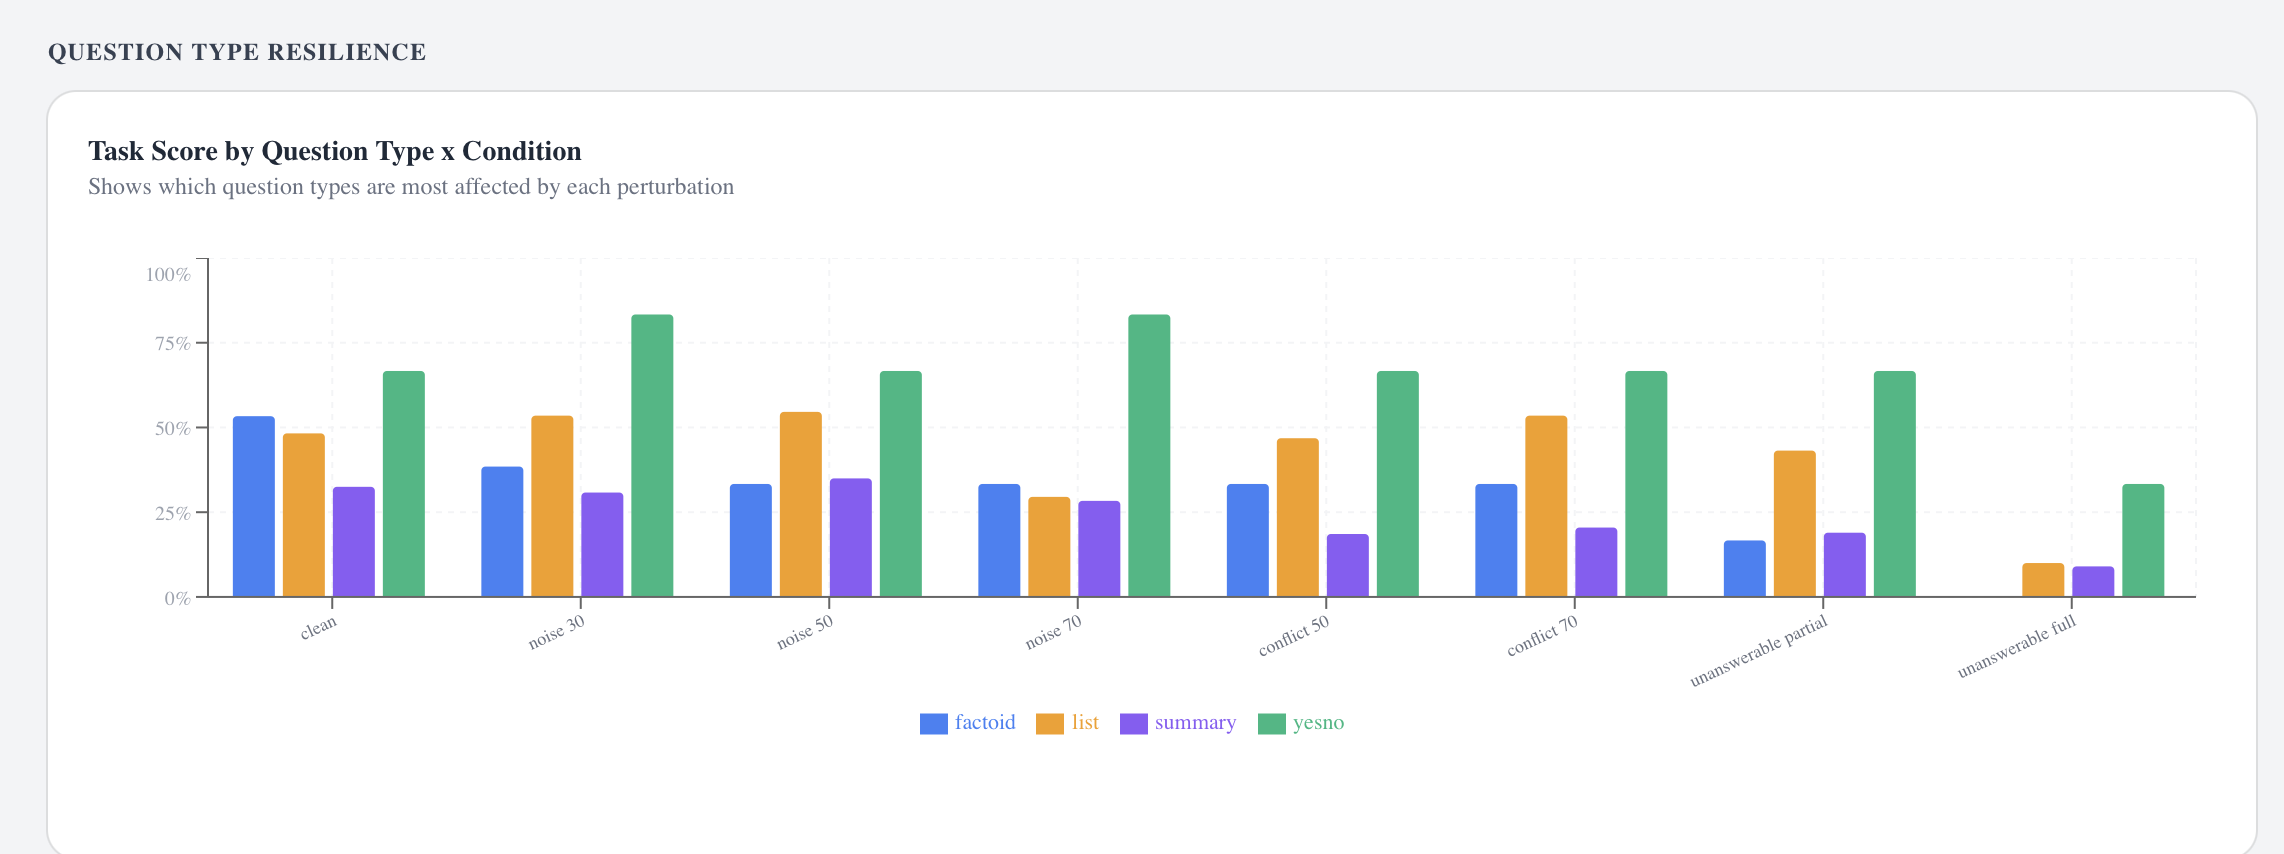 QUESTION TYPE RESILIENCE
Task Score by Question Type x Condition
Shows which question types are most affected by each perturbation
100%
75%
50%
25%
0%
clean
noise 30
noise 50
noise 70
conflict 50
conflict 70
unanswerable partial
unanswerable full
factoid list summary yesno